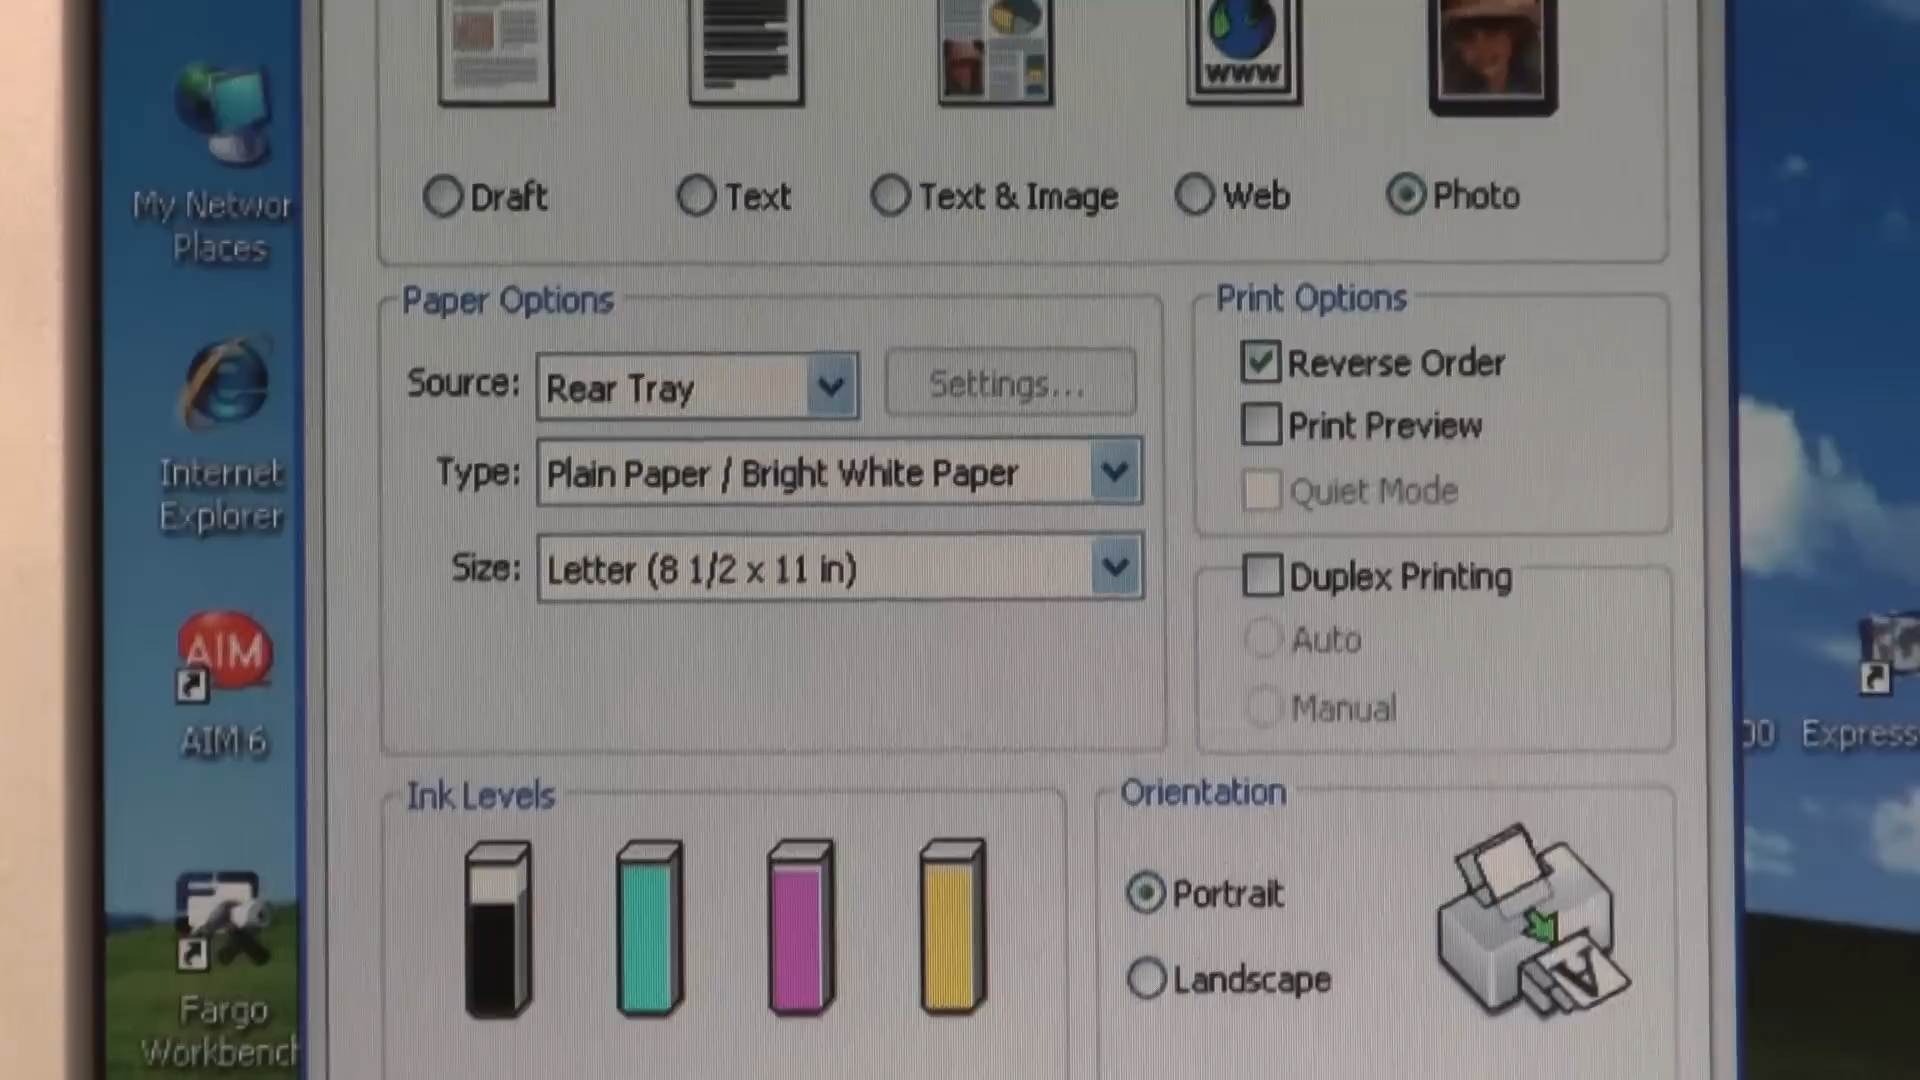 WWW
Draft
Text
Text & Image
Web
Photo
My Networ
Places
Internet
Explorer
AIM
AIM 6
Fargo
Workbench
Paper Options
Source:
Rear Tray
Settings...
Type:
Plain Paper / Bright White Paper
Size:
Letter (8 1/2 x 11 in)
Print Options
Reverse Order
Print Preview
Quiet Mode
Duplex Printing
Auto
Manual
Ink Levels
Orientation
Portrait
Landscape
A
00
Express